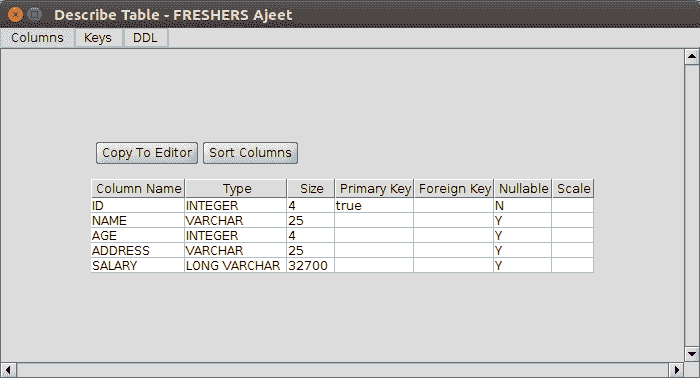 Describe Table - FRESHERS Ajeet
Columns Keys DDL
Copy To Editor Sort Columns
Column Name Type Size Primary Key Foreign Key Nullable Scale
ID INTEGER 4 true N
NAME VARCHAR 25 Y
AGE INTEGER 4 Y
ADDRESS VARCHAR 25 Y
SALARY LONG VARCHAR 32700 Y